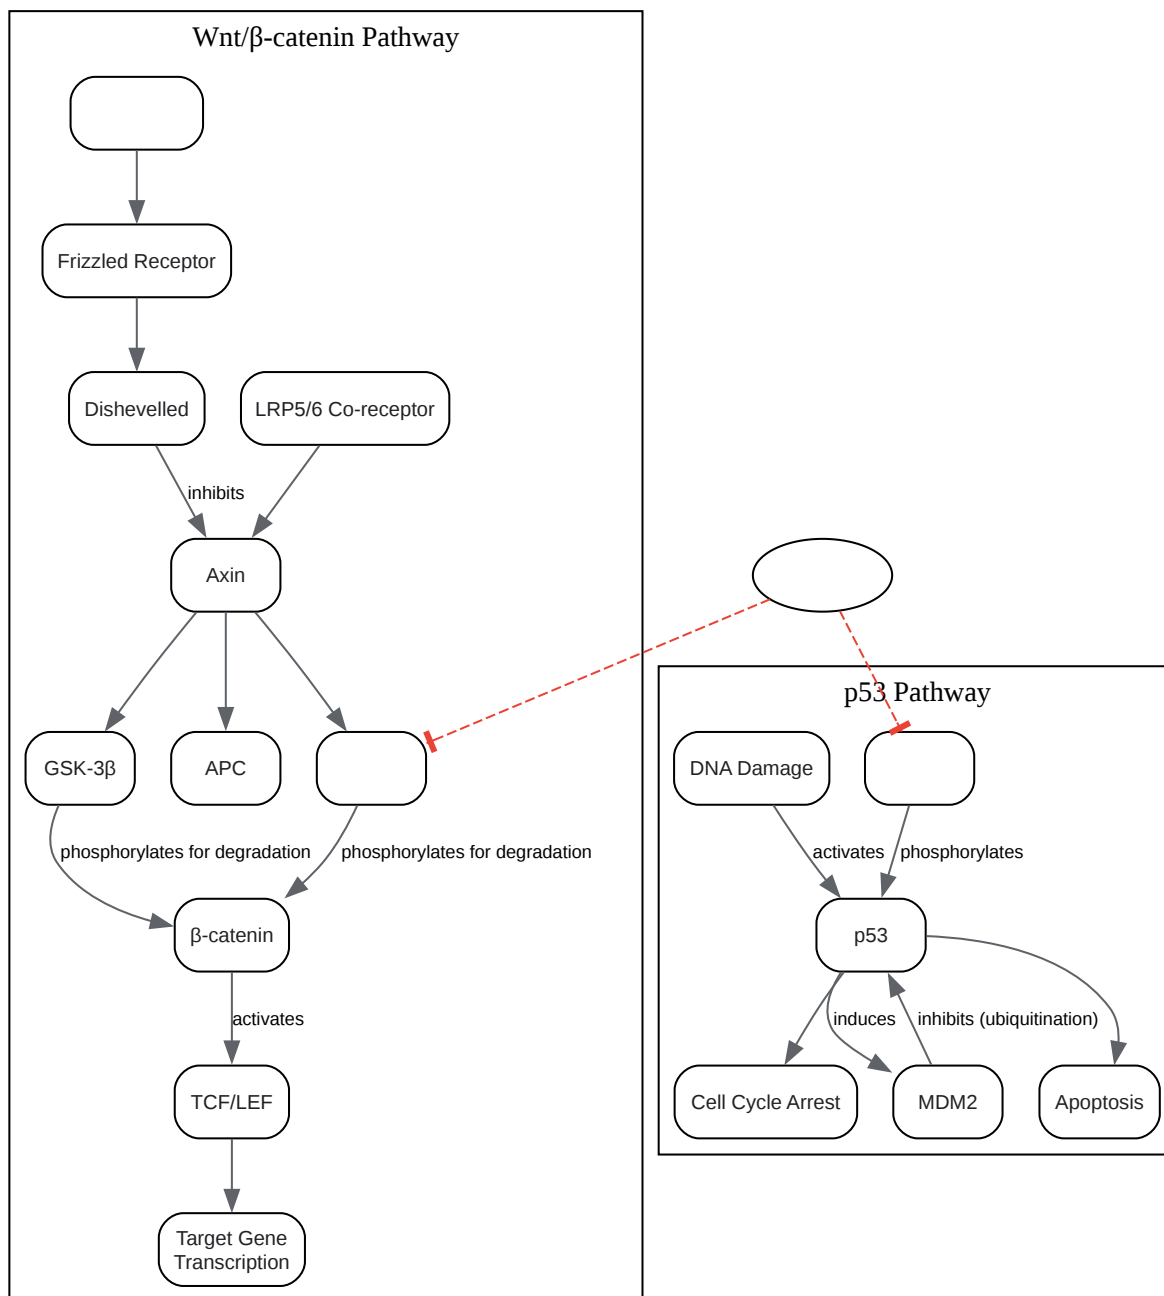 Wnt/β-catenin Pathway
Frizzled Receptor
Dishevelled
LRP5/6 Co-receptor
inhibits
Axin
GSK-3β
APC
phosphorylates for degradation
phosphorylates for degradation
β-catenin
activates
TCF/LEF
Target Gene
Transcription
p53 Pathway
DNA Damage
activates
phosphorylates
p53
induces
inhibits (ubiquitination)
Cell Cycle Arrest
MDM2
Apoptosis